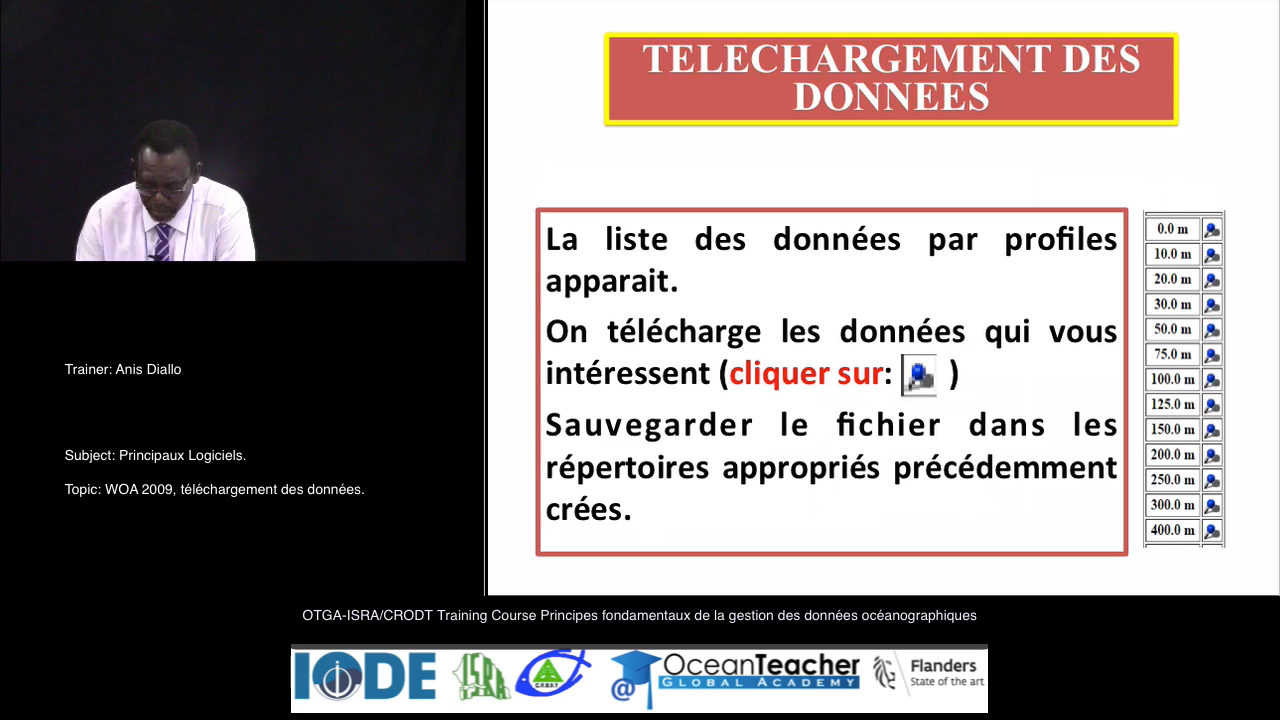 TELECHARGEMENT DES
DONNEES
La liste des données par profiles
apparait.
On télécharge les données qui vous
intéressent (cliquer sur: )
Sauvegarder le fichier dans les
répertoires appropriés précédemment
crées.
0.0 m
10.0 m
20.0 m
30.0 m
50.0 m
75.0 m
100.0 m
125.0 m
150.0 m
200.0 m
250.0 m
300.0 m
400.0 m
Trainer: Anis Diallo
Subject: Principaux Logiciels.
Topic: WOA 2009, téléchargement des données.
OTGA-ISRA/CRODT Training Course Principes fondamentaux de la gestion des données océanographiques
IODE
ISRA
@ OceanTeacher
GLOBAL ACADEMY
Flanders
State of the art